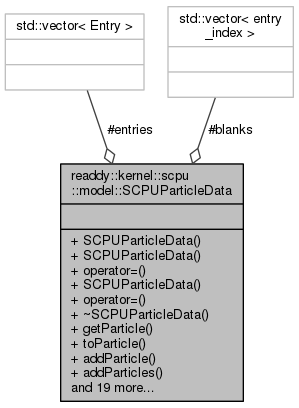 std::vector< Entry >
std::vector< entry
_index >
#entries
#blanks
readdy::kernel::scpu
::model::SCPUParticleData
+ SCPUParticleData()
+ SCPUParticleData()
+ operator=()
+ SCPUParticleData()
+ operator=()
+ ~SCPUParticleData()
+ getParticle()
+ toParticle()
+ addParticle()
+ addParticles()
and 19 more...